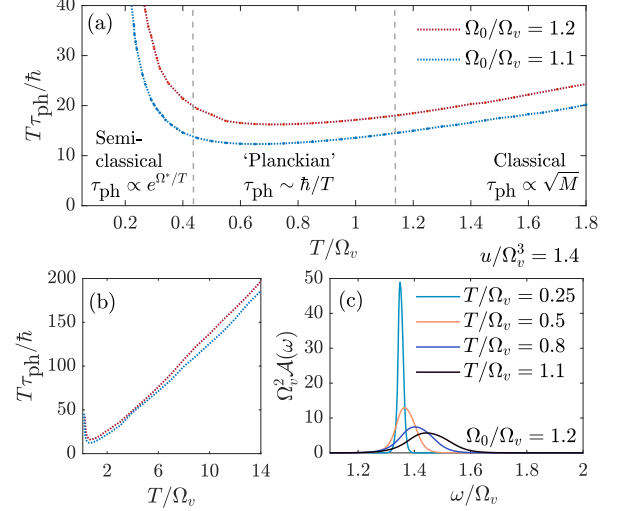 40
30
20
10
0
Tτph/ħ
(a)
Ω0/Ωv = 1.2
Ω0/Ωv = 1.1
Semi-
classical
τph ∝ e^{Ω*/T}
‘Planckian’
τph ∼ ħ/T
Classical
τph ∝ √M
0.2 0.6 1 1.2 1.4 1.6 1.8
T/Ωv
u/Ωv^3 = 1.4
200
150
100
50
0
Tτph/ħ
(b)
2 6 10 14
T/Ωv
50
40
30
20
10
0
Ωv^2 A(ω)
(c)
T/Ωv = 0.25
T/Ωv = 0.5
T/Ωv = 0.8
T/Ωv = 1.1
Ω0/Ωv = 1.2
1.2 1.4 1.6 1.8 2
ω/Ωv